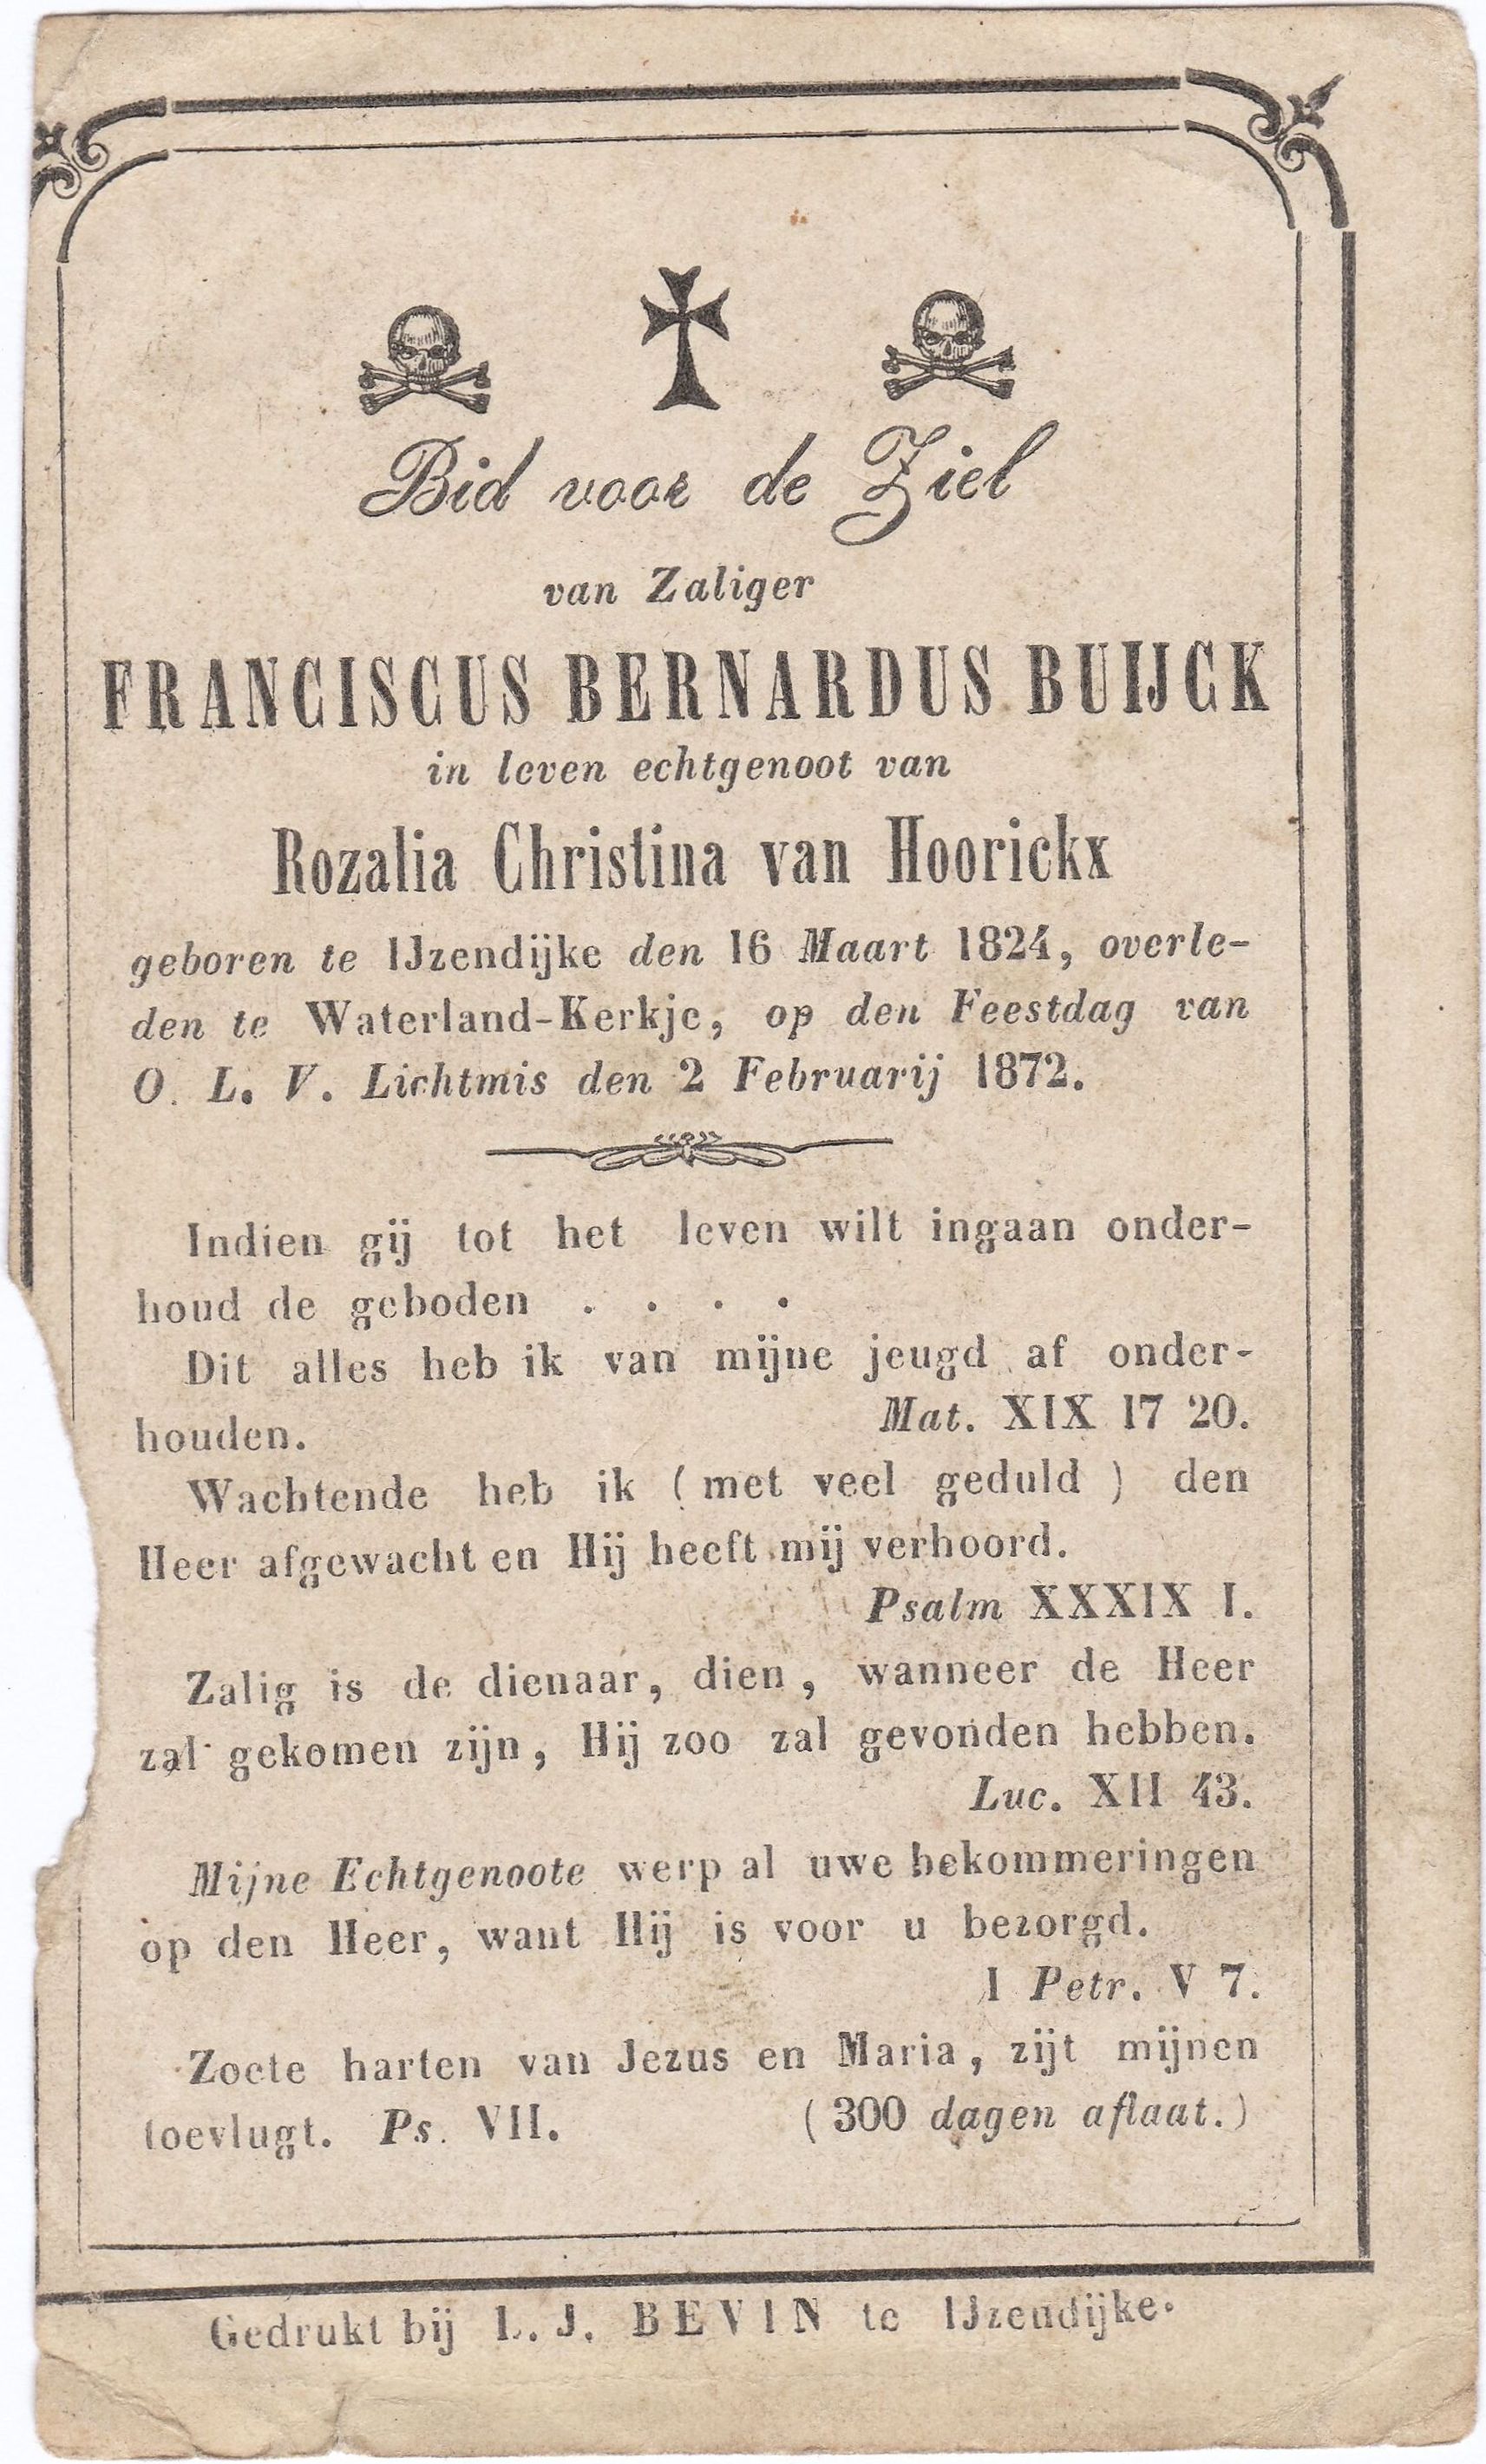 Bid voor de Ziel
van Zaliger
FRANCISCUS BERNARDUS BUIJCK
in leven echtgenoot van
Rozalia Christina van Hoorickx
geboren te IJzendijke den 16 Maart 1824, overle-
den te Waterland-Kerkje, op den Feestdag van
O. L. V. Lichtmis den 2 Februarij 1872.
Indien gij tot het leven wilt ingaan onder-
houd de geboden . . . .
Dit alles heb ik van mijne jeugd af onder-
houden. Mat. XIX 17 20.
Wachtende heb ik ( met veel geduld ) den
Heer afgewacht en Hij heeft mij verhoord.
Psalm XXXIX I.
Zalig is de dienaar, dien, wanneer de Heer
zal gekomen zijn, Hij zoo zal gevonden hebben.
Luc. XII 43.
Mijne Echtgenoote werp al uwe bekommeringen
op den Heer, want Hij is voor u bezorgd.
1 Petr. V 7.
Zoete harten van Jezus en Maria, zijt mijnen
toevlugt. Ps. VII. ( 300 dagen aflaat. )
Gedrukt bij L. J. BEVIN te IJzendijke.